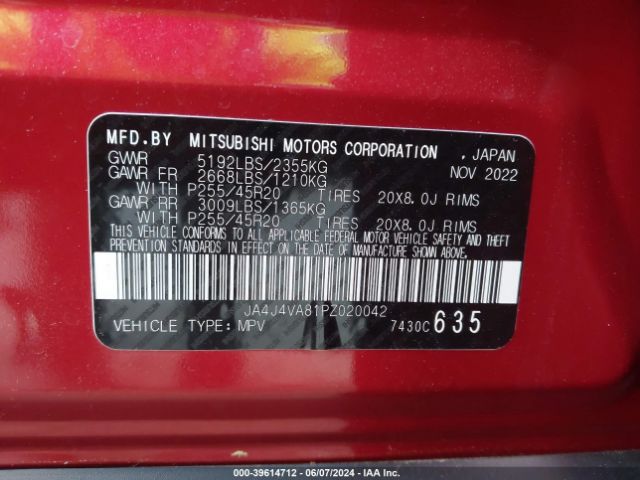 MFD.BY MITSUBISHI MOTORS CORPORATION , JAPAN
GVWR 5192LBS/2355KG NOV 2022
GAWR FR 2668LBS/1210KG
WITH P255/45R20 TIRES 20X8.0J RIMS
GAWR RR 3009LBS/1365KG
WITH P255/45R20 TIRES 20X8.0J RIMS
THIS VEHICLE CONFORMS TO ALL APPLICABLE FEDERAL MOTOR VEHICLE SAFETY AND THEFT
PREVENTION STANDARDS IN EFFECT ON THE DATE OF MANUFACTURE SHOWN ABOVE.
JA4J4VA81PZ020042
VEHICLE TYPE: MPV 7430C 635
000-39614712 - 06/07/2024 - IAA Inc.